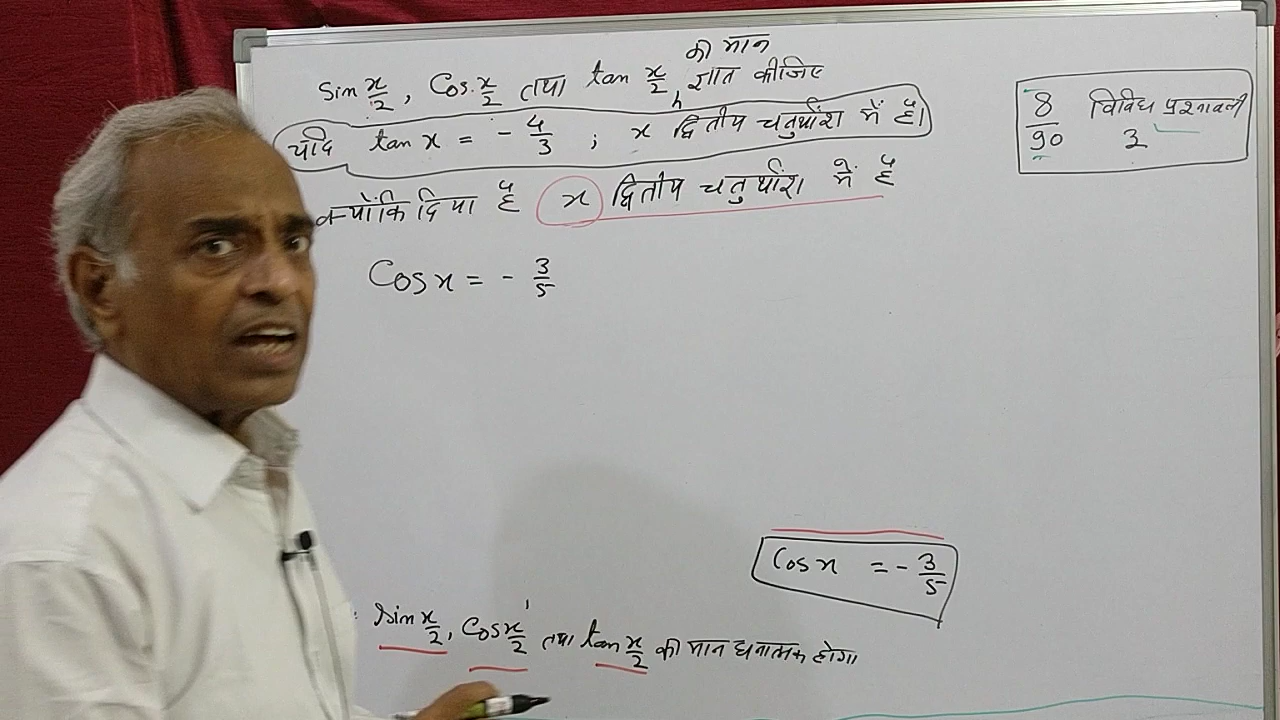 का मान
Sin x/2, Cos x/2 तथा tan x/2, ज्ञात कीजिए
यदि tan x = - 4/3 ; x द्वितीय चतुर्थांश में है।
क्योंकि दिया है x द्वितीय चतुर्थांश में है
8/90 विविध प्रश्नावली
3
Cos x = - 3/5
Cos x = - 3/5
Sin x/2, Cos x/2 तथा tan x/2 का मान धनात्मक होगा